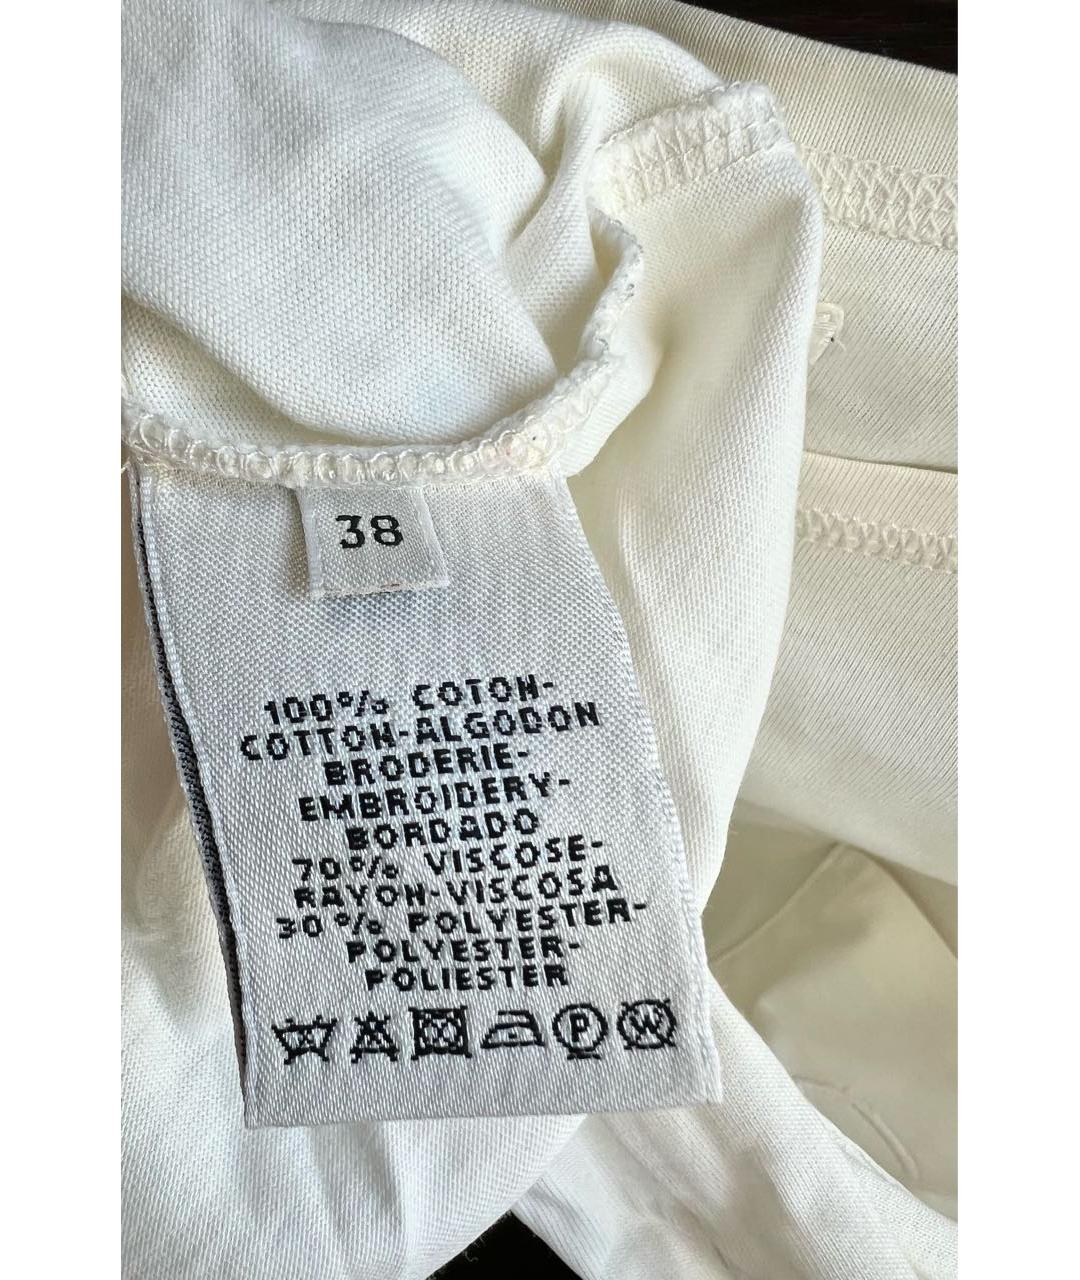 38
100% COTON-
COTTON-ALGODON
BRODERIE-
EMBROIDERY-
BORDADO
70% VISCOSE-
RAYON-VISCOSA
30% POLYESTER-
POLYESTER-
POLIESTER
P W